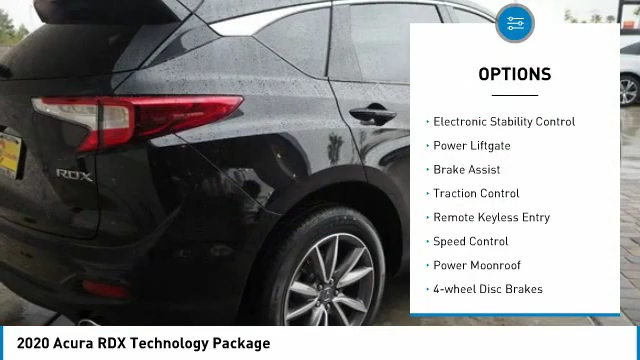 OPTIONS
• Electronic Stability Control
• Power Liftgate
• Brake Assist
• Traction Control
• Remote Keyless Entry
• Speed Control
• Power Moonroof
• 4-wheel Disc Brakes
RDX
2020 Acura RDX Technology Package